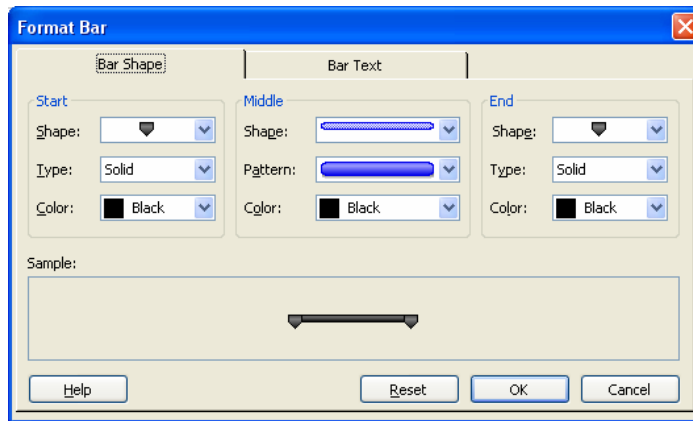 Format Bar
Bar Shape
Bar Text
Start
Shape:
Type: Solid
Color: Black
Middle
Shape:
Pattern:
Color: Black
End
Shape:
Type: Solid
Color: Black
Sample:
Help Reset OK Cancel